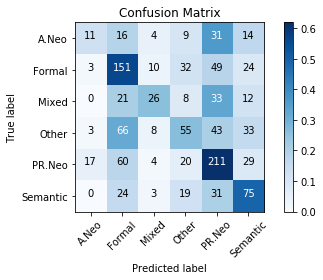 Confusion Matrix
A.Neo 11 16 4 9 31 14
Formal 3 151 10 32 49 24
Mixed 0 21 26 8 33 12
Other 3 66 8 55 43 33
PR.Neo 17 60 4 20 211 29
Semantic 0 24 3 19 31 75
A.Neo Formal Mixed Other PR.Neo Semantic
True label
Predicted label
0.6
0.5
0.4
0.3
0.2
0.1
0.0